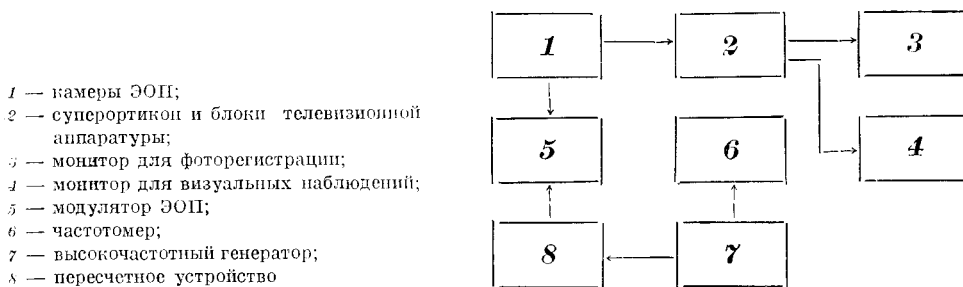 1 — камеры ЭОП;
2 — суперортикон и блоки телевизионной
аппаратуры;
3 — монитор для фоторегистрации;
4 — монитор для визуальных наблюдений;
5 — модулятор ЭОП;
6 — частотомер;
7 — высокочастотный генератор;
8 — пересчетное устройство
1 2 3
5 6 4
8 7